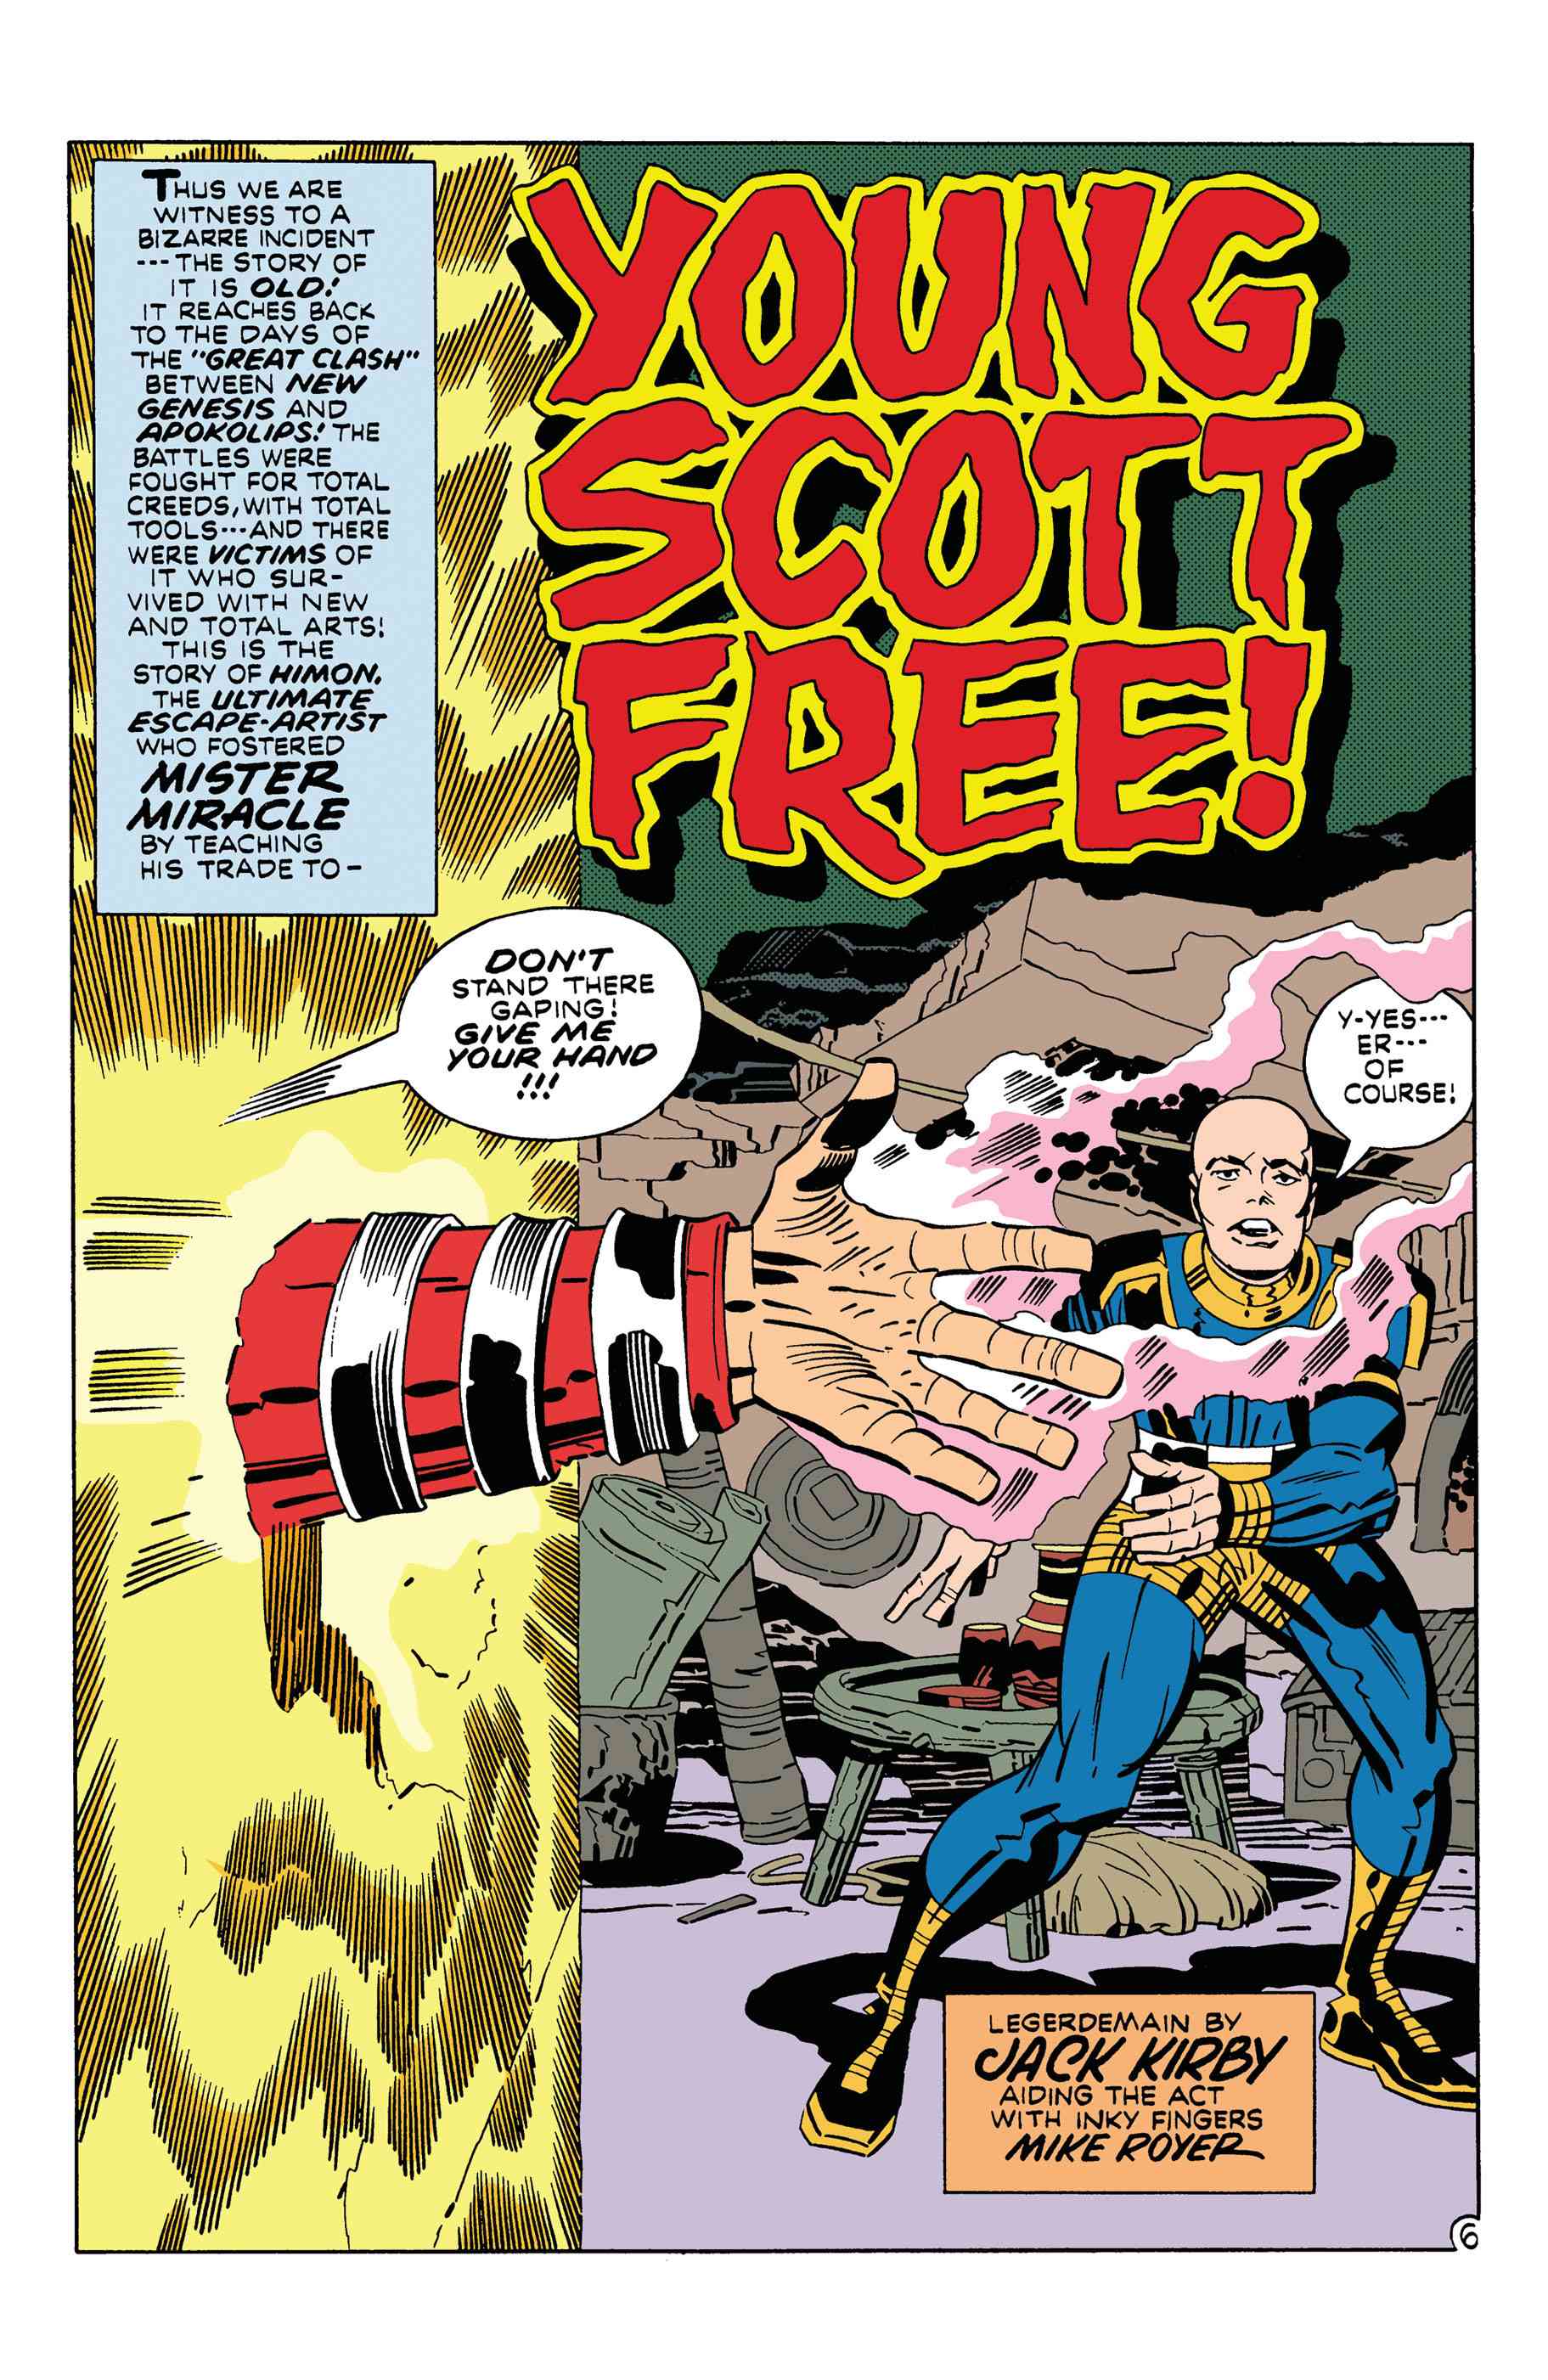 THUS WE ARE
WITNESS TO A
BIZARRE INCIDENT
---THE STORY OF
IT IS OLD!
IT REACHES BACK
TO THE DAYS OF
THE "GREAT CLASH"
BETWEEN NEW
GENESIS AND
APOKOLIPS! THE
BATTLES WERE
FOUGHT FOR TOTAL
CREEDS, WITH TOTAL
TOOLS---AND THERE
WERE VICTIMS OF
IT WHO SUR-
VIVED WITH NEW
AND TOTAL ARTS!
THIS IS THE
STORY OF HIMON,
THE ULTIMATE
ESCAPE-ARTIST
WHO FOSTERED
MISTER
MIRACLE
BY TEACHING
HIS TRADE TO-
YOUNG
SCOTT
FREE!
DON'T
STAND THERE
GAPING!
GIVE ME
YOUR HAND
!!!
Y-YES---
ER---
OF
COURSE!
LEGERDEMAIN BY
JACK KIRBY
AIDING THE ACT
WITH INKY FINGERS
MIKE ROYER
6